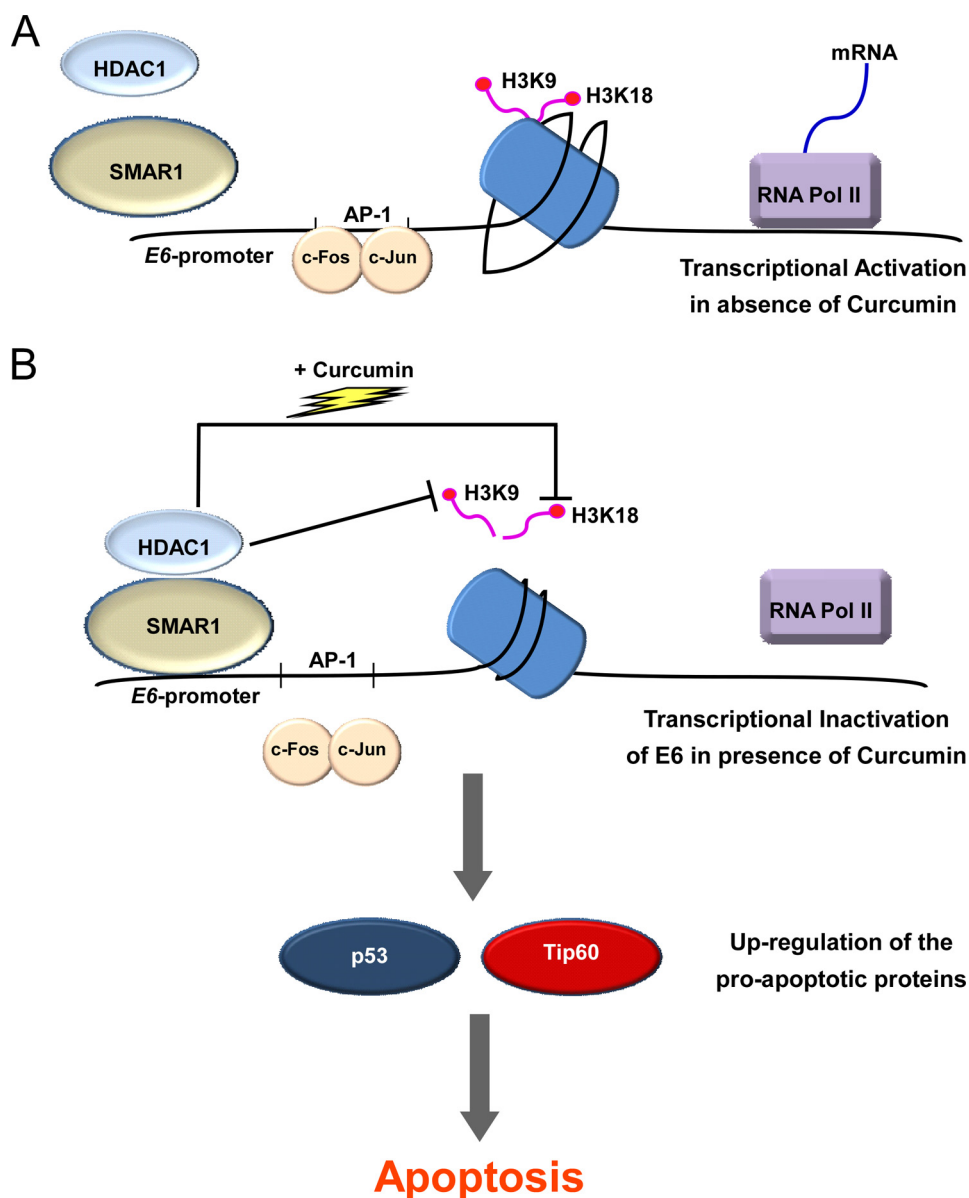 A
HDAC1
SMAR1
H3K9
H3K18
mRNA
RNA Pol II
AP-1
E6-promoter
c-Fos
c-Jun
Transcriptional Activation
in absence of Curcumin
B
+ Curcumin
H3K9
H3K18
HDAC1
SMAR1
RNA Pol II
AP-1
E6-promoter
c-Fos
c-Jun
Transcriptional Inactivation
of E6 in presence of Curcumin
p53
Tip60
Up-regulation of the
pro-apoptotic proteins
Apoptosis